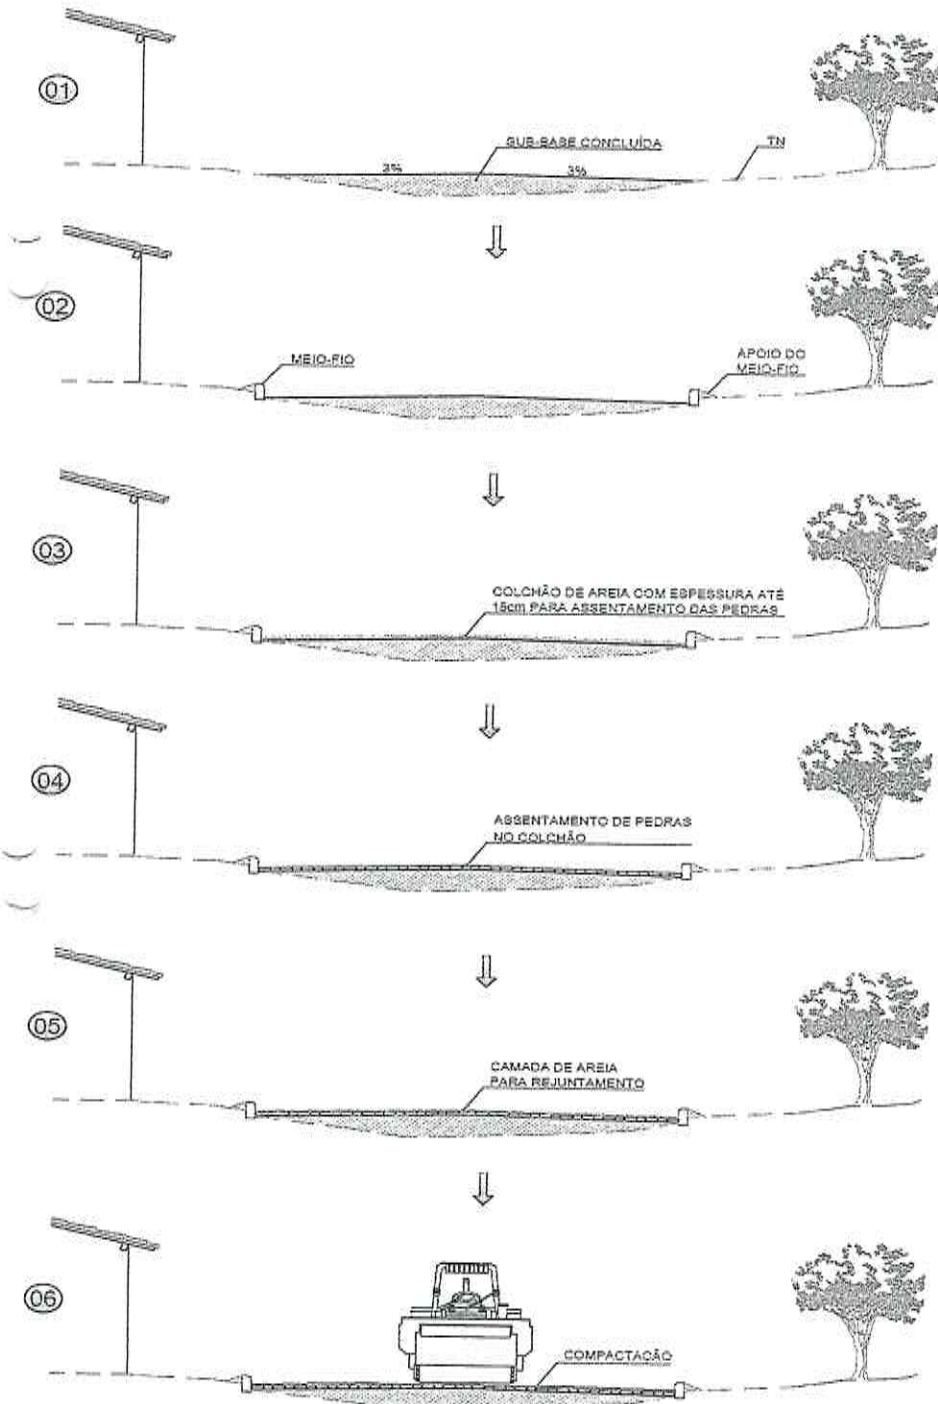 01
SUB-BASE CONCLUÍDA
TN
3%
3%
02
MEIO-FIO
APOIO DO
MEIO-FIO
03
COLCHÃO DE AREIA COM ESPESSURA ATÉ
15cm PARA ASSENTAMENTO DAS PEDRAS
04
ASSENTAMENTO DE PEDRAS
NO COLCHÃO
05
CAMADA DE AREIA
PARA REJUNTAMENTO
06
COMPACTAÇÃO